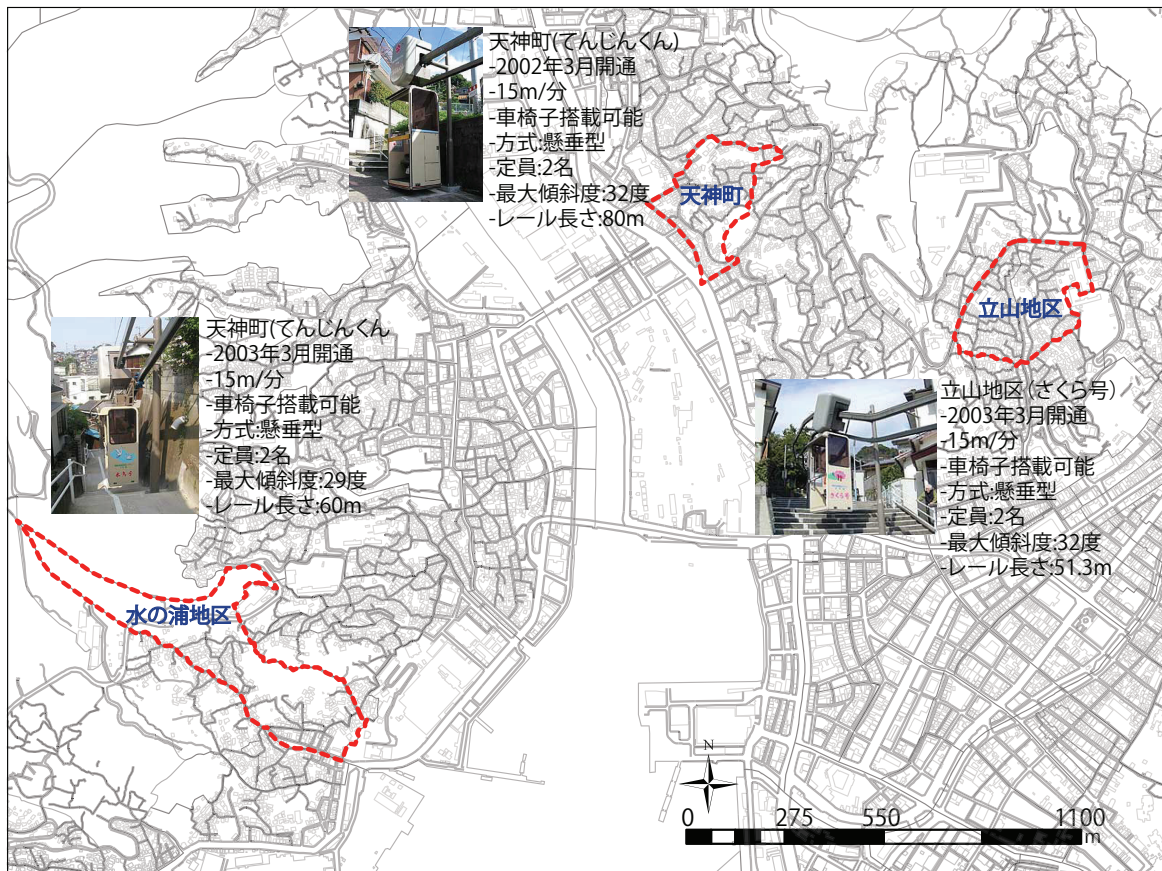 天神町(てんじんくん)
-2002年3月開通
-15m/分
-車椅子搭載可能
-方式:懸垂型
-定員:2名
-最大傾斜度:32度
-レール長さ:80m
天神町
立山地区
天神町(てんじんくん
-2003年3月開通
-15m/分
-車椅子搭載可能
-方式:懸垂型
-定員:2名
-最大傾斜度:29度
-レール長さ:60m
立山地区(さくら号)
-2003年3月開通
-15m/分
-車椅子搭載可能
-方式:懸垂型
-定員:2名
-最大傾斜度:32度
-レール長さ:51.3m
さくら号
水の浦地区
N
0 275 550 1100
m